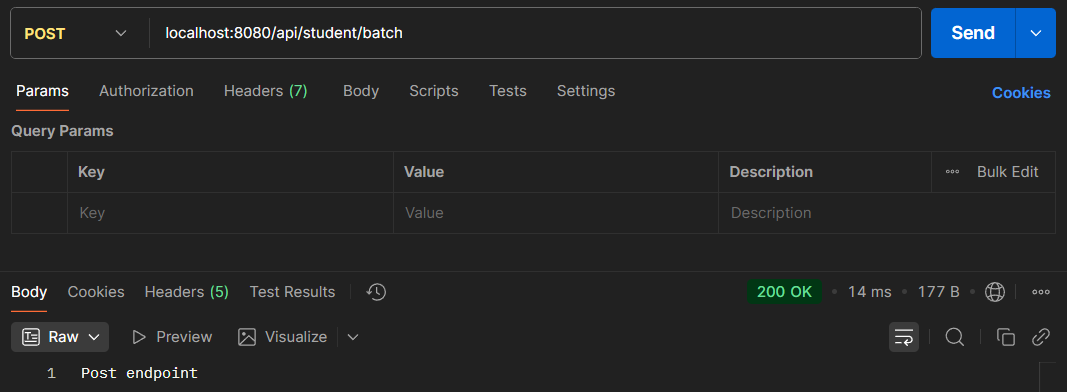 POST localhost:8080/api/student/batch Send
Params Authorization Headers (7) Body Scripts Tests Settings Cookies
Query Params
Key Value Description Bulk Edit
Key Value Description
Body Cookies Headers (5) Test Results 200 OK 14 ms 177 B
Raw Preview Visualize
1 Post endpoint